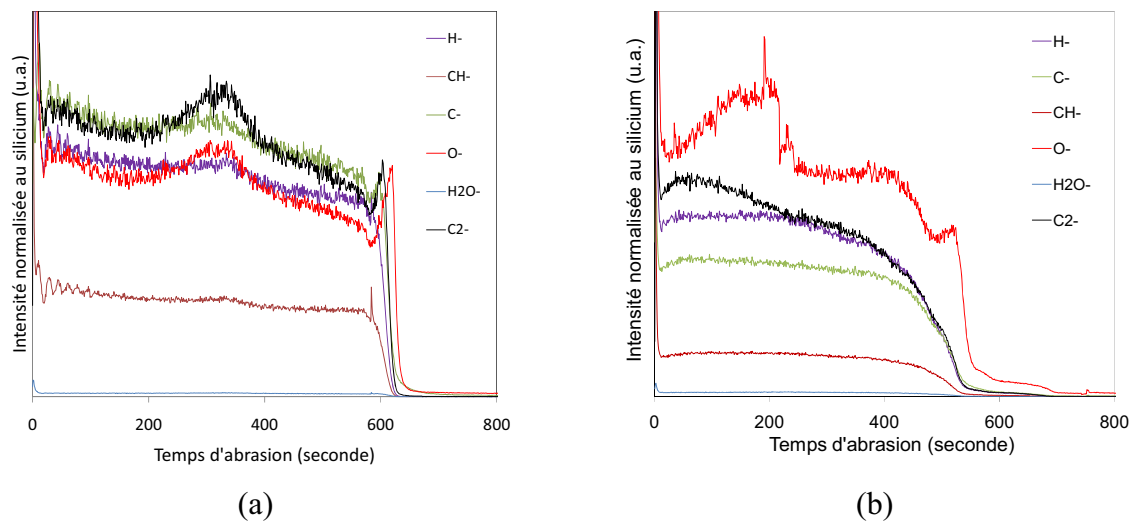 Intensité normalisée au silicium (u.a.)
H-
CH-
C-
O-
H2O-
C2-
0
200
400
600
800
Temps d'abrasion (seconde)
(a)
Intensité normalisée au silicium (u.a.)
H-
C-
CH-
O-
H2O-
C2-
0
200
400
600
800
Temps d'abrasion (seconde)
(b)